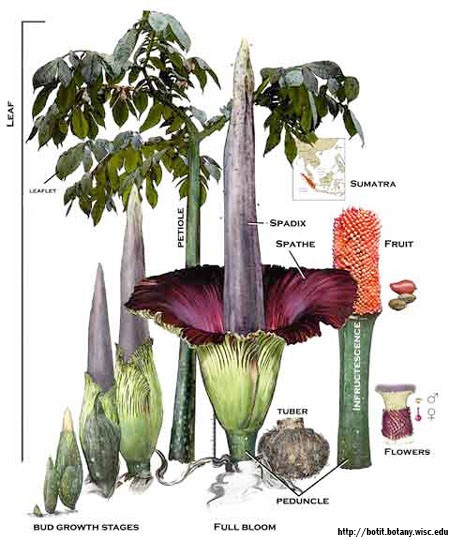 LEAF
LEAFLET
PETIOLE
SUMATRA
SPADIX
SPATHE
FRUIT
INFRUCTESCENCE
TUBER
♂
♀
FLOWERS
PEDUNCLE
BUD GROWTH STAGES
FULL BLOOM
http://botit.botany.wisc.edu